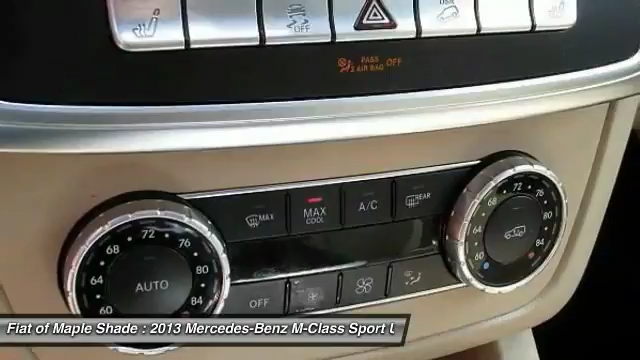 OFF
PASS
AIR BAG OFF
MAX
MAX
COOL
A/C
REAR
68 72 76
80
60 84
AUTO
64 68 72 76
80
60 84
OFF
Fiat of Maple Shade : 2013 Mercedes-Benz M-Class Sport